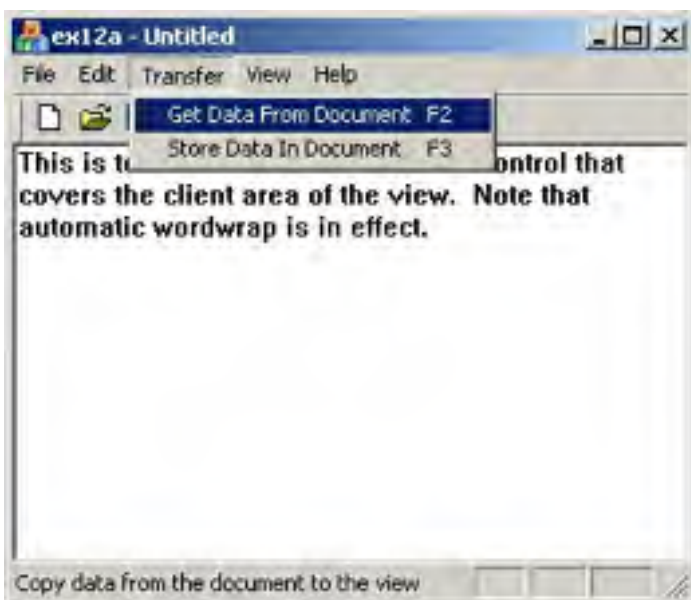 ex12a - Untitled
File Edit Transfer View Help
Get Data From Document F2
Store Data In Document F3
This is ontrol that
covers the client area of the view. Note that
automatic wordwrap is in effect.
Copy data from the document to the view